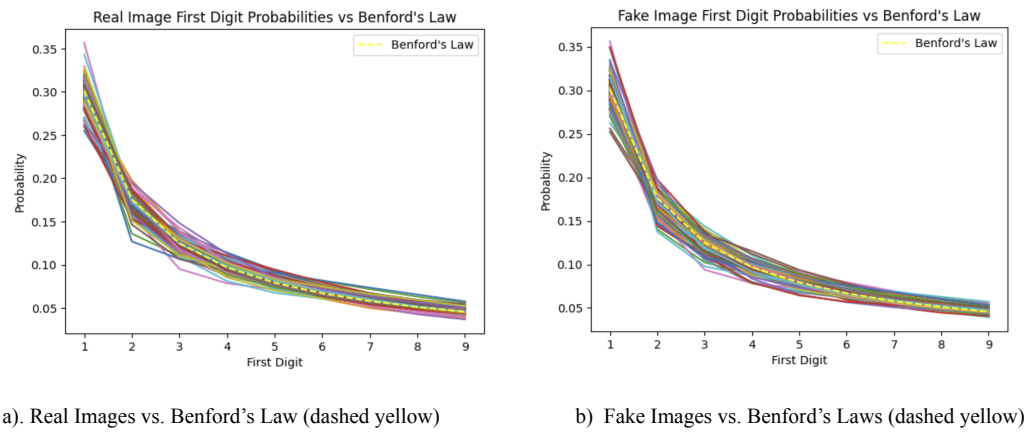 Real Image First Digit Probabilities vs Benford's Law
Benford's Law
0.35
0.30
0.25
0.20
0.15
0.10
0.05
Probability
1 2 3 4 5 6 7 8 9
First Digit
Fake Image First Digit Probabilities vs Benford's Law
Benford's Law
0.35
0.30
0.25
0.20
0.15
0.10
0.05
Probability
1 2 3 4 5 6 7 8 9
First Digit
a). Real Images vs. Benford’s Law (dashed yellow)
b) Fake Images vs. Benford’s Laws (dashed yellow)